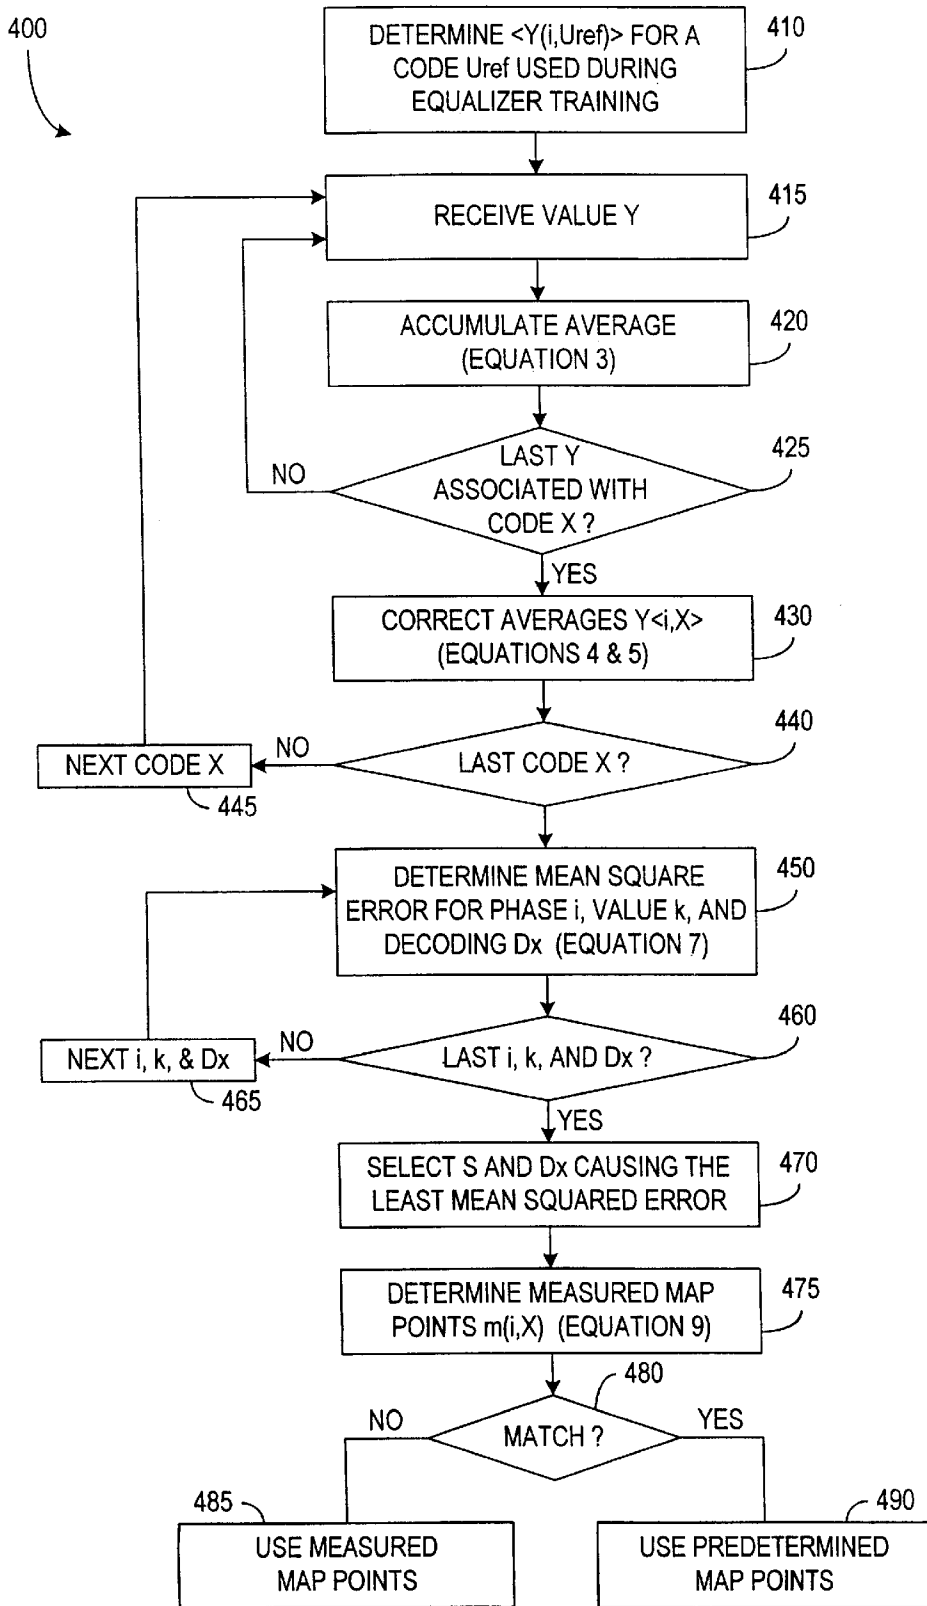 400
DETERMINE <Y(i,Uref)> FOR A
CODE Uref USED DURING
EQUALIZER TRAINING
410
RECEIVE VALUE Y
415
ACCUMULATE AVERAGE
(EQUATION 3)
420
LAST Y
ASSOCIATED WITH
CODE X ?
425
NO
YES
CORRECT AVERAGES Y<i,X>
(EQUATIONS 4 & 5)
430
LAST CODE X ?
440
NO
NEXT CODE X
445
DETERMINE MEAN SQUARE
ERROR FOR PHASE i, VALUE k, AND
DECODING Dx (EQUATION 7)
450
LAST i, k, AND Dx ?
460
NO
NEXT i, k, & Dx
465
YES
SELECT S AND Dx CAUSING THE
LEAST MEAN SQUARED ERROR
470
DETERMINE MEASURED MAP
POINTS m(i,X) (EQUATION 9)
475
480
MATCH ?
NO
YES
485
USE MEASURED
MAP POINTS
490
USE PREDETERMINED
MAP POINTS